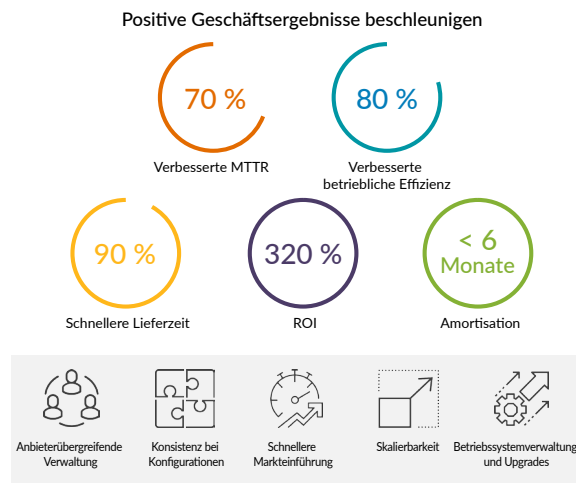 Positive Geschäftsergebnisse beschleunigen
70 %
80 %
Verbesserte MTTR
Verbesserte
betriebliche Effizienz
90 %
320 %
< 6
Monate
Schnellere Lieferzeit
ROI
Amortisation
Anbieterübergreifende
Verwaltung
Konsistenz bei
Konfigurationen
Schnellere
Markteinführung
Skalierbarkeit
Betriebssystemverwaltung
und Upgrades